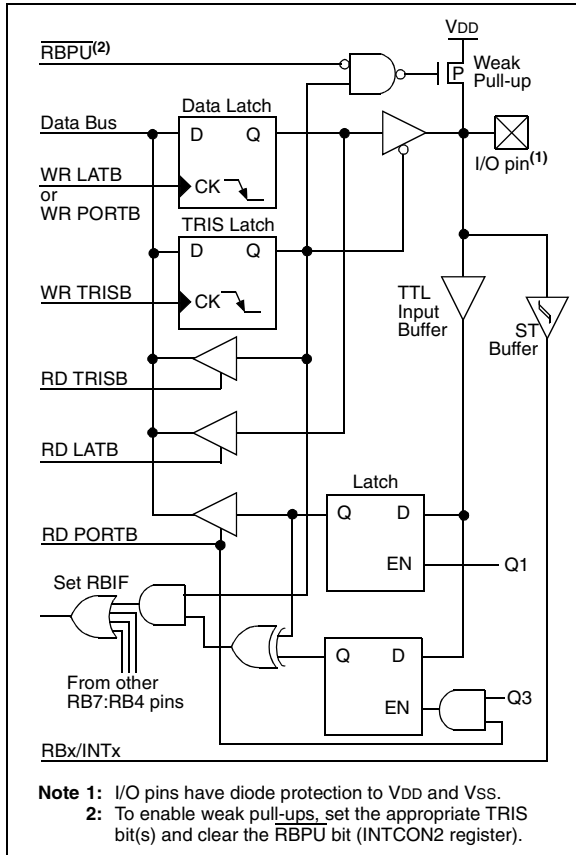 VDD
RBPU(2)
Weak
P
Pull-up
Data Latch
Data Bus
D Q
I/O pin(1)
WR LATB
or
WR PORTB
CK
TRIS Latch
D Q
WR TRISB
CK
TTL
Input
Buffer
ST
Buffer
RD TRISB
RD LATB
Latch
Q D
RD PORTB
EN
Q1
Set RBIF
Q D
From other
RB7:RB4 pins
EN
Q3
RBx/INTx
Note 1: I/O pins have diode protection to VDD and VSS.
2: To enable weak pull-ups, set the appropriate TRIS
bit(s) and clear the RBPU bit (INTCON2 register).